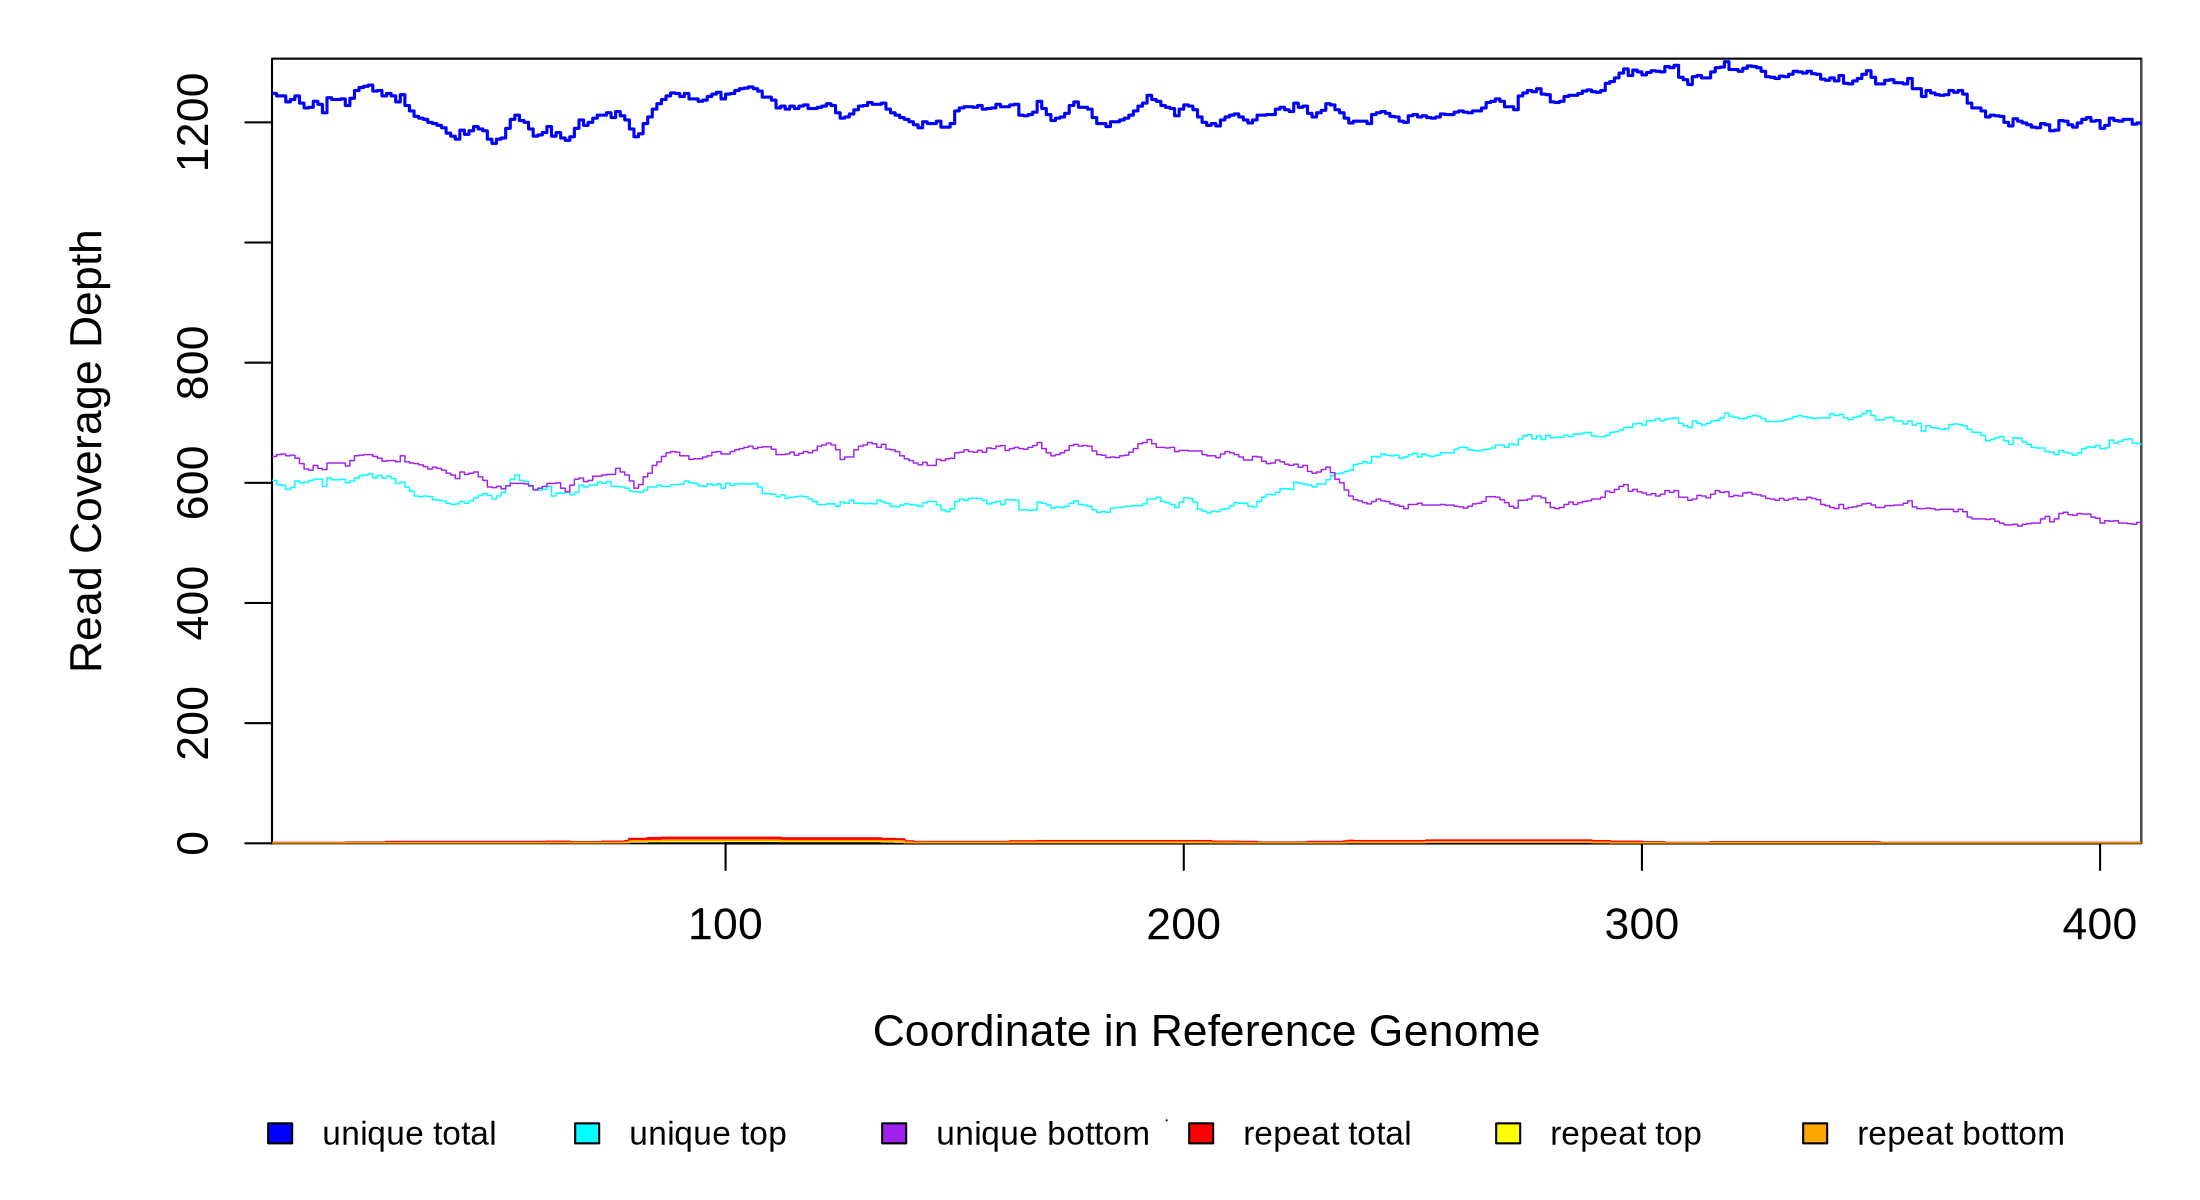 Read Coverage Depth
1200
800
600
400
200
0
100 200 300 400
Coordinate in Reference Genome
unique total unique top unique bottom repeat total repeat top repeat bottom